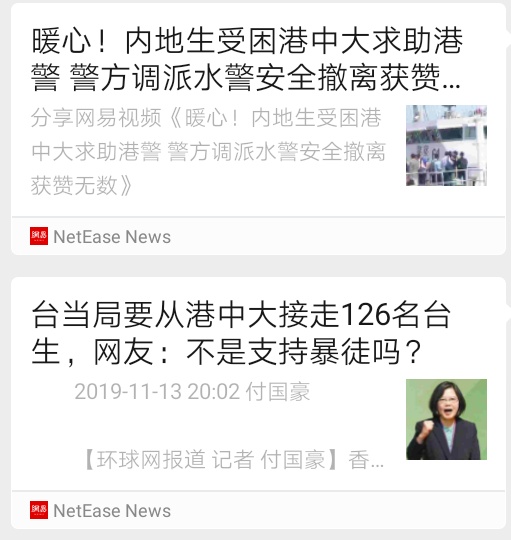 暖心！内地生受困港中大求助港
警 警方调派水警安全撤离获赞...
分享网易视频《暖心！内地生受困
中大求助港警 警方调派水警安全撤离
获赞无数》
網易 NetEase News
台当局要从港中大接走126名台
生，网友：不是支持暴徒吗？
2019-11-13 20:02 付国豪
【环球网报道 记者 付国豪】香...
網易 NetEase News